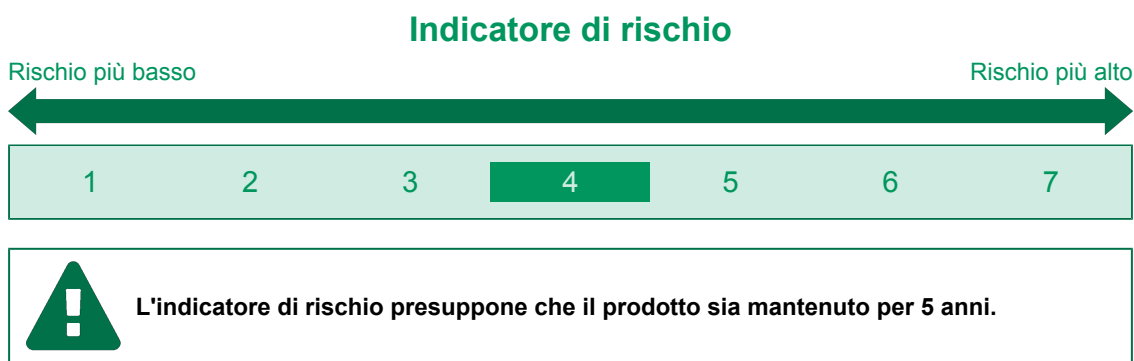 Indicatore di rischio
Rischio più basso
Rischio più alto
1 2 3 4 5 6 7
L'indicatore di rischio presuppone che il prodotto sia mantenuto per 5 anni.